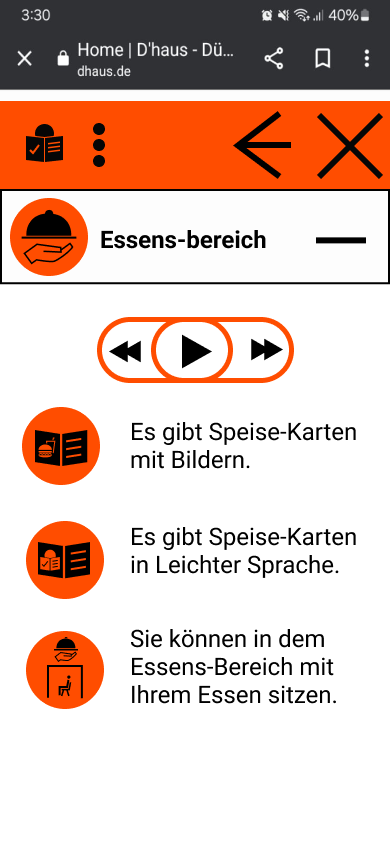 3:30
40%
Home | D'haus - Dü...
dhaus.de
Essens-bereich
Es gibt Speise-Karten
mit Bildern.
Es gibt Speise-Karten
in Leichter Sprache.
Sie können in dem
Essens-Bereich mit
Ihrem Essen sitzen.